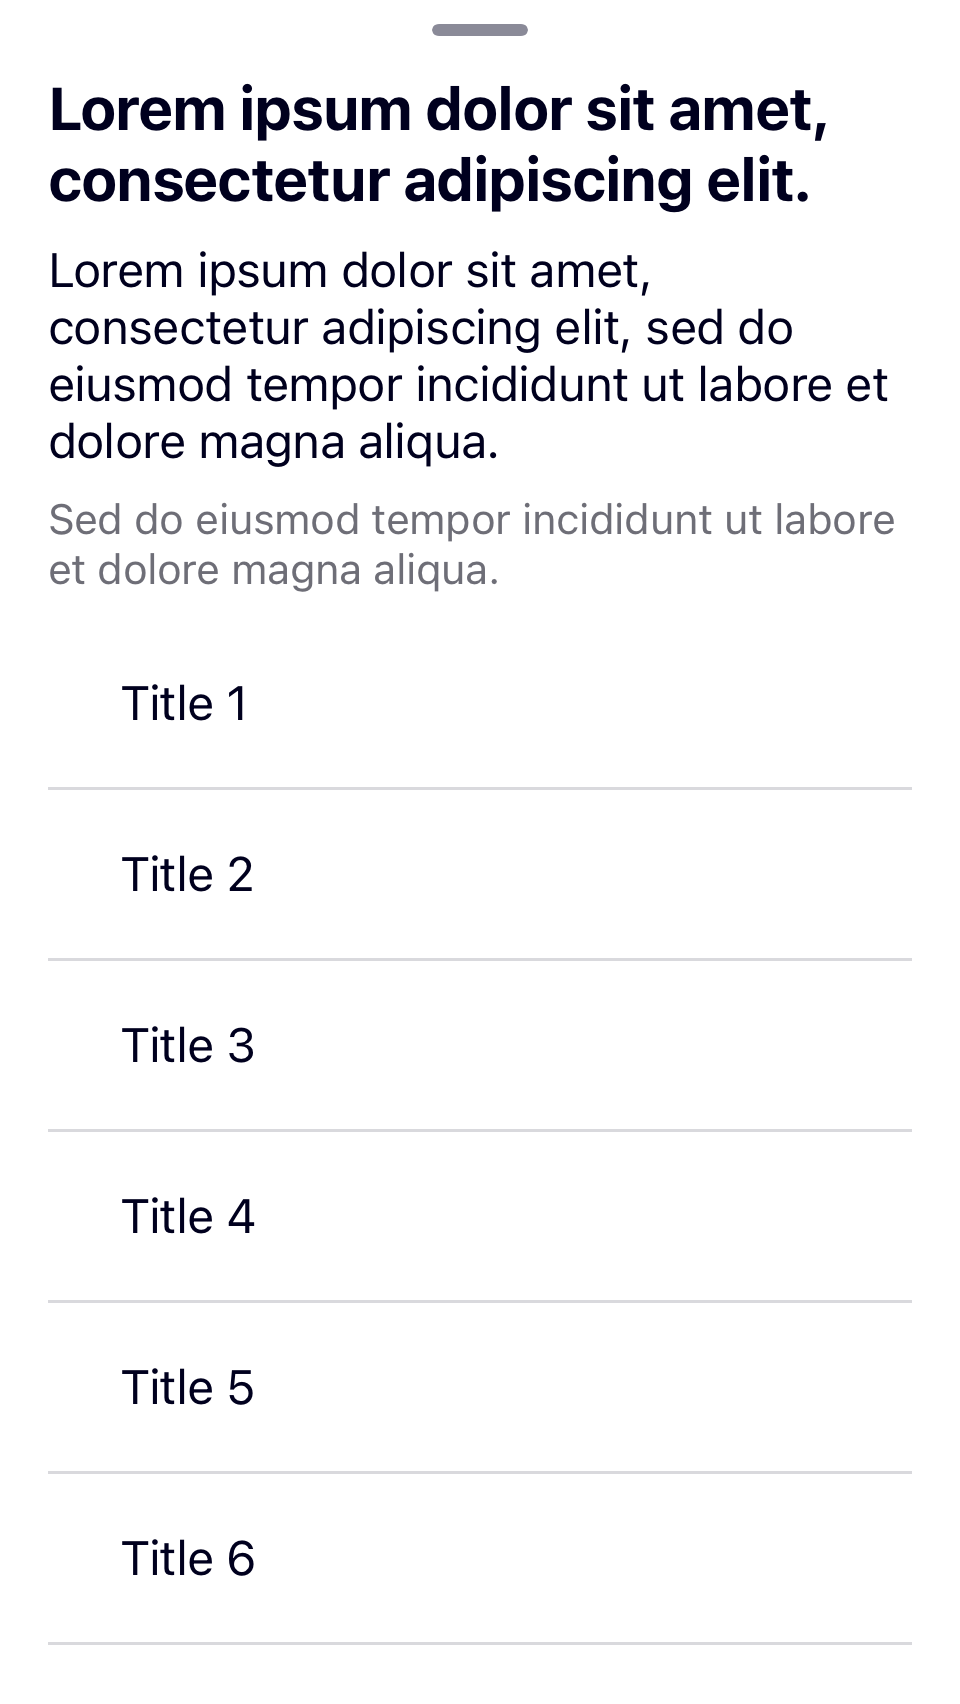 Lorem ipsum dolor sit amet,
consectetur adipiscing elit.
Lorem ipsum dolor sit amet,
consectetur adipiscing elit, sed do
eiusmod tempor incididunt ut labore et
dolore magna aliqua.
Sed do eiusmod tempor incididunt ut labore
et dolore magna aliqua.
Title 1
Title 2
Title 3
Title 4
Title 5
Title 6